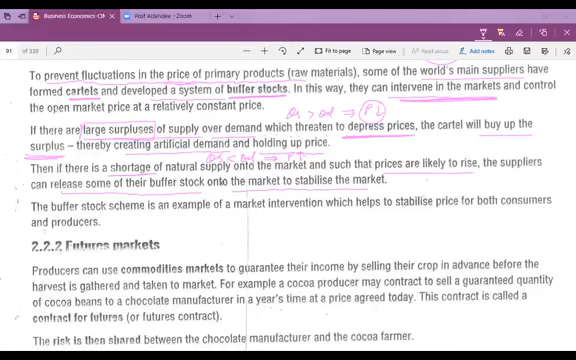 Business Economics-CN
Post Attendee - Zoom
91 of 339
Fit to page
Page view
Read aloud
Add notes
To prevent fluctuations in the price of primary products (raw materials), some of the world's main suppliers have
formed cartels and developed a system of buffer stocks. In this way, they can intervene in the markets and control
the open market price at a relatively constant price.
Qs > Qd ⇒ P↓
If there are large surpluses of supply over demand which threaten to depress prices, the cartel will buy up the
surplus – thereby creating artificial demand and holding up price.
Qs < Qd ⇒ P↑
Then if there is a shortage of natural supply onto the market and such that prices are likely to rise, the suppliers
can release some of their buffer stock onto the market to stabilise the market.
The buffer stock scheme is an example of a market intervention which helps to stabilise price for both consumers
and producers.
2.2.2 Futures markets
Producers can use commodities markets to guarantee their income by selling their crop in advance before the
harvest is gathered and taken to market. For example a cocoa producer may contract to sell a guaranteed quantity
of cocoa beans to a chocolate manufacturer in a year's time at a price agreed today. This contract is called a
contract for futures (or futures contract).
The risk is then shared between the chocolate manufacturer and the cocoa farmer.